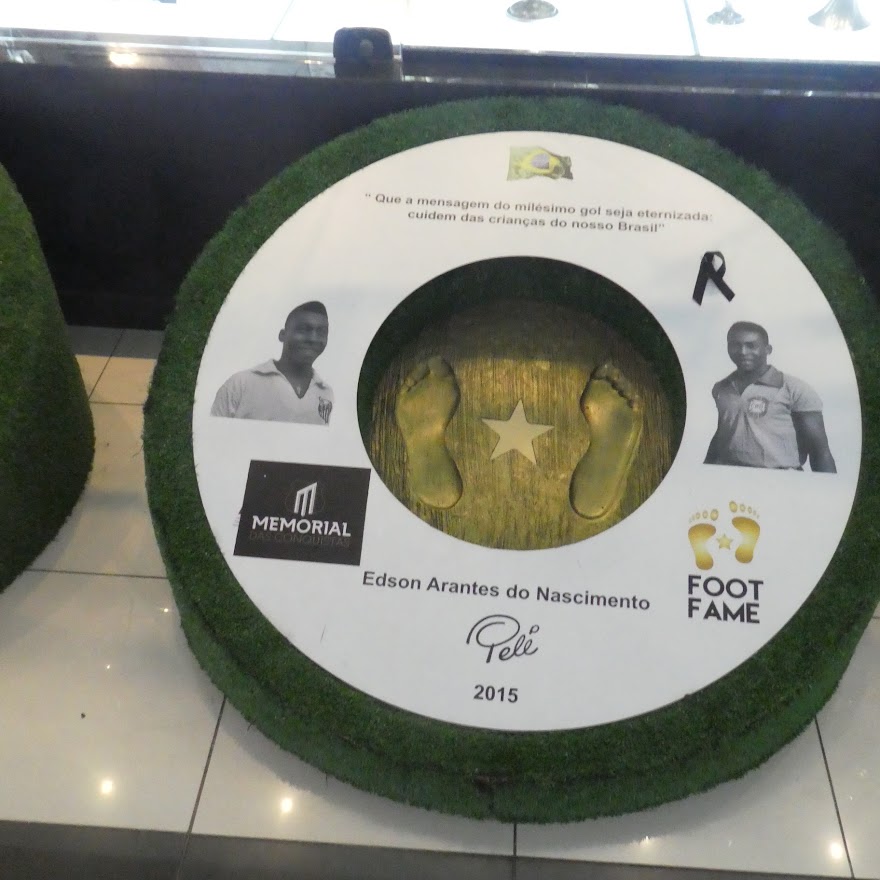 " Que a mensagem do milésimo gol seja eternizada:
cuidem das crianças do nosso Brasil"
MEMORIAL
DAS CONQUISTAS
Edson Arantes do Nascimento
Pelé
2015
FOOT
FAME